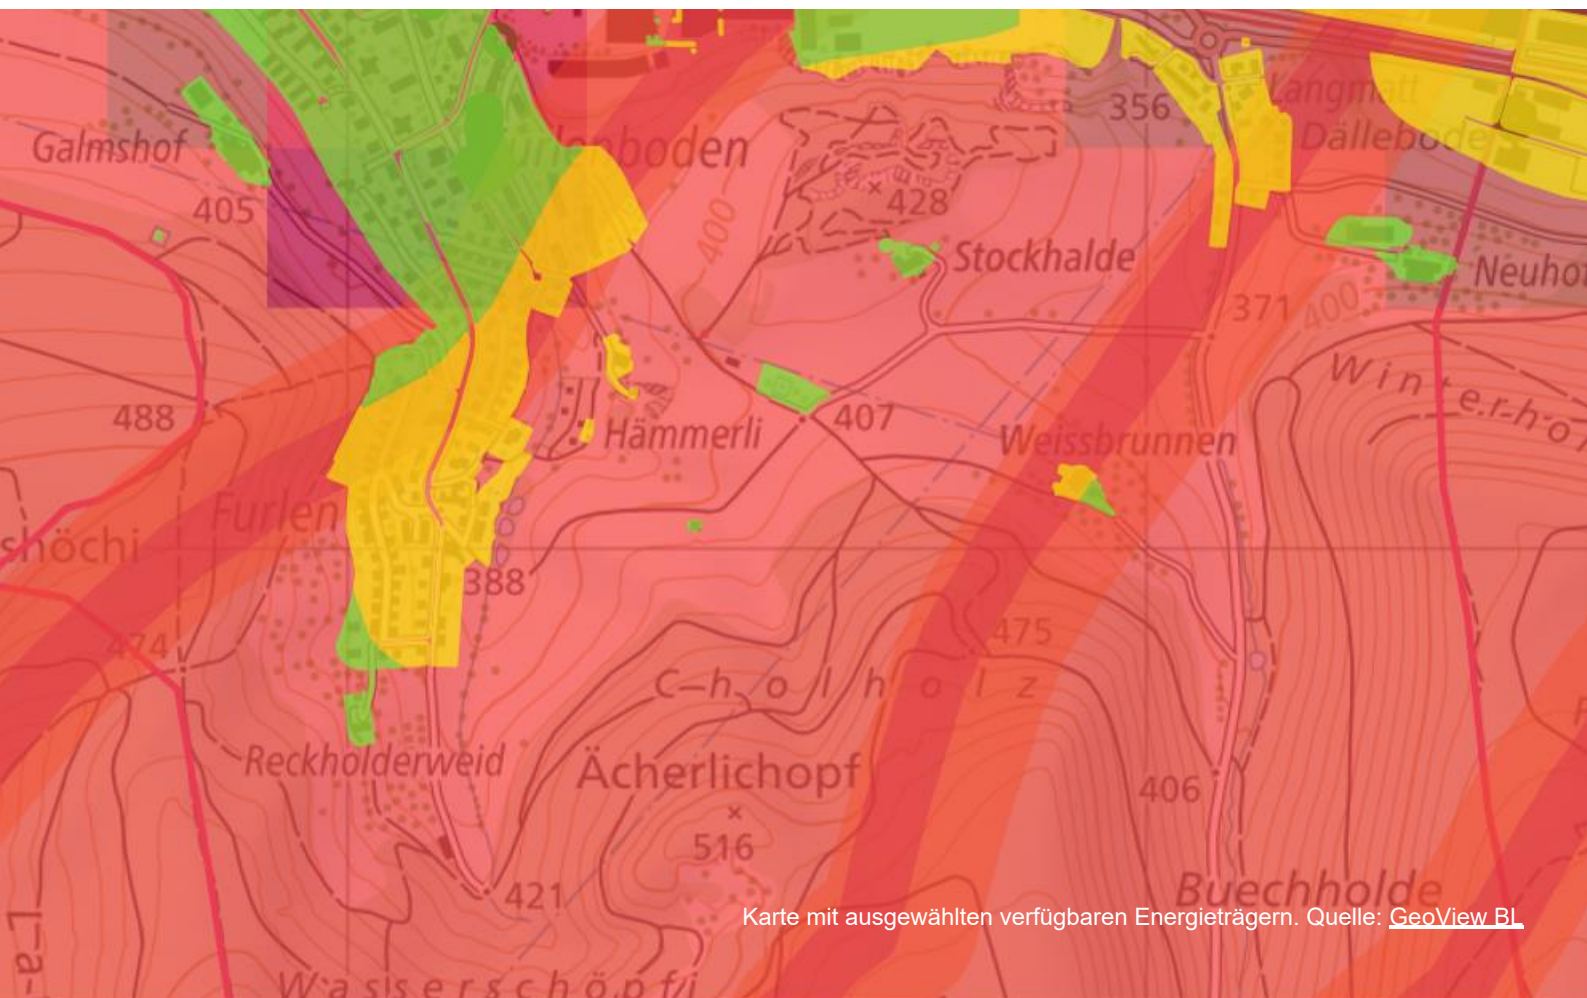 Langmatt
356
Galmshof
boden
Dällebode
405
428
400
Stockhalde
Neuhof
371
400
Winterhol
488
407
Hämmerli
Weissbrunnen
Furlen
shöchi
388
474
475
Cholholz
Reckholderweid
Ächerlichopf
406
516
421
Buechholde
Karte mit ausgewählten verfügbaren Energieträgern. Quelle: GeoView BL
Wasserschöpfli